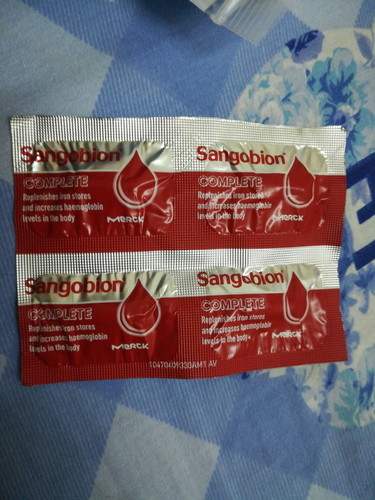 Sangobion
COMPLETE
Replenishes iron stores
and increases haemoglobin
levels in the body
MERCK
Sangobion®
COMPLETE
Replenishes iron stores
and increases haemoglobin
levels in the body
MERCK
Sangobion
COMPLETE
Replenishes iron stores
and increases haemoglobin
levels in the body
MERCK
Sangobion®
COMPLETE
Replenishes iron stores
and increases haemoglobin
levels in the body
MERCK